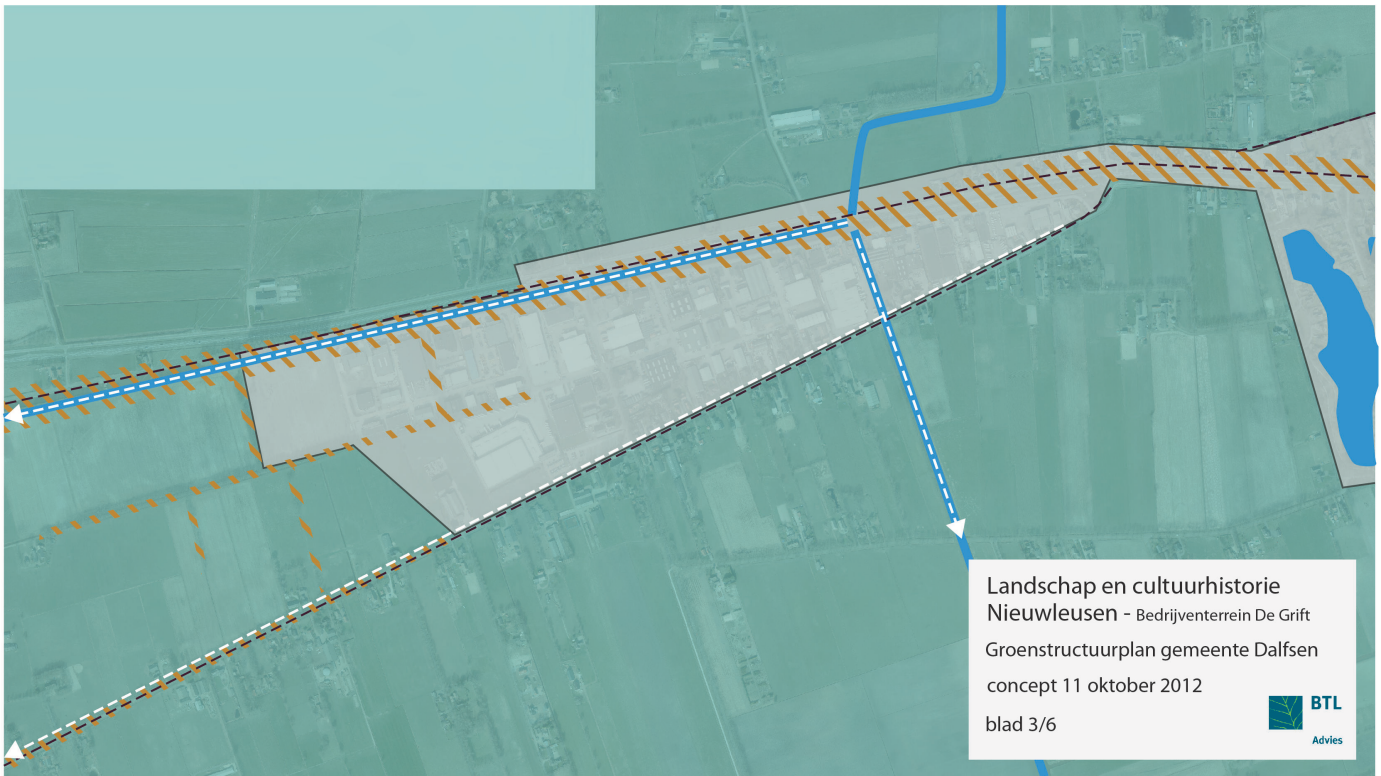 Landschap en cultuurhistorie
Nieuwleusen - Bedrijventerrein De Grift
Groenstructuurplan gemeente Dalfsen
concept 11 oktober 2012
blad 3/6
BTL
Advies